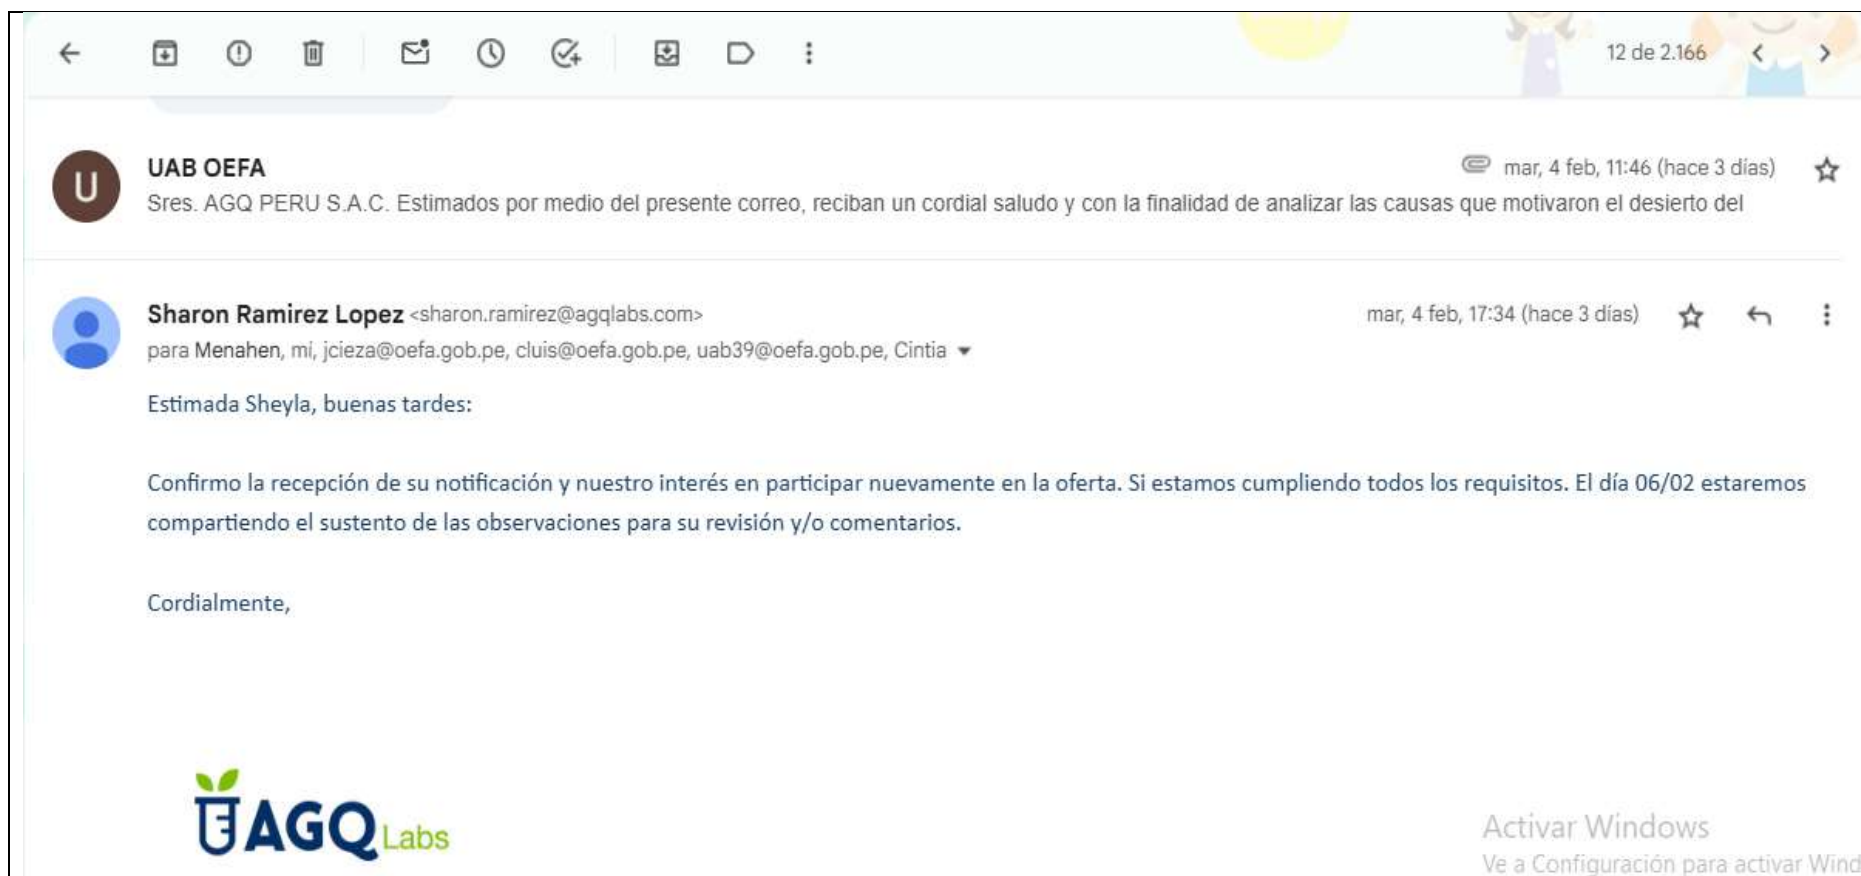 12 de 2.166
U
UAB OEFA
mar, 4 feb, 11:46 (hace 3 días)
Sres. AGQ PERU S.A.C. Estimados por medio del presente correo, reciban un cordial saludo y con la finalidad de analizar las causas que motivaron el desierto del
Sharon Ramirez Lopez <sharon.ramirez@agqlabs.com>
mar, 4 feb, 17:34 (hace 3 días)
para Menahen, mí, jcieza@oefa.gob.pe, cluis@oefa.gob.pe, uab39@oefa.gob.pe, Cintia
Estimada Sheyla, buenas tardes:
Confirmo la recepción de su notificación y nuestro interés en participar nuevamente en la oferta. Si estamos cumpliendo todos los requisitos. El día 06/02 estaremos
compartiendo el sustento de las observaciones para su revisión y/o comentarios.
Cordialmente,
AGQ Labs
Activar Windows
Ve a Configuración para activar Wind